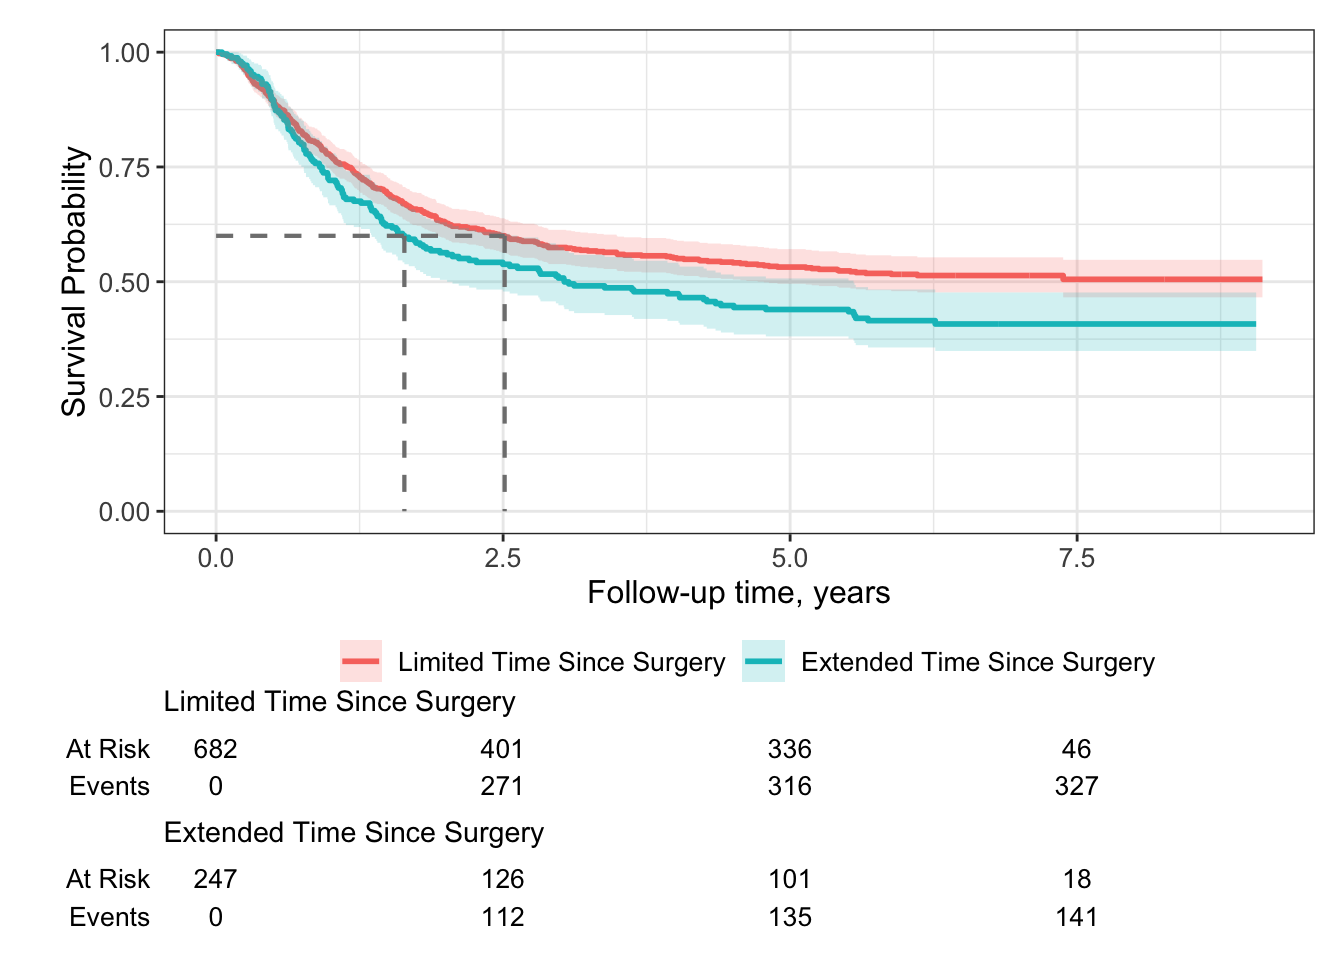 1.00
0.75
0.50
0.25
0.00
Survival Probability
0.0 2.5 5.0 7.5
Follow-up time, years
Limited Time Since Surgery Extended Time Since Surgery
Limited Time Since Surgery
At Risk 682 401 336 46
Events 0 271 316 327
Extended Time Since Surgery
At Risk 247 126 101 18
Events 0 112 135 141